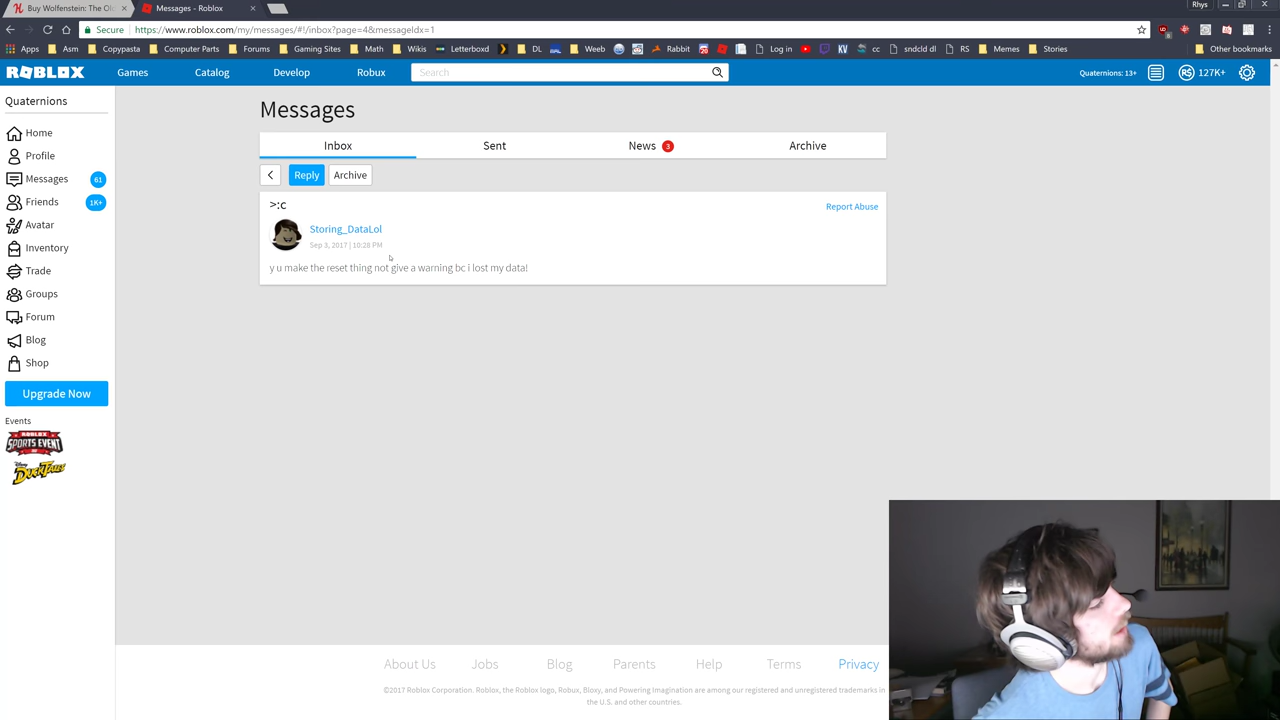 Buy Wolfenstein: The Ol
Messages - Roblox
Rhys
Secure
https://www.roblox.com/my/messages/#!/inbox?page=4&messageIdx=1
Apps Asm Copypasta Computer Parts Forums Gaming Sites Math Wikis Letterboxd DL Weeb Rabbit Log in cc sndcld dl RS Memes Stories Other bookmarks
ROBLOX Games Catalog Develop Robux Search Quaternions: 13+ R$ 127K+
Quaternions
Home
Profile
Messages 61
Friends 1K+
Avatar
Inventory
Trade
Groups
Forum
Blog
Shop
Upgrade Now
Events
ROBLOX
SPORTS EVENT
DUCKTALES
Messages
Inbox Sent News 3 Archive
< Reply Archive
>:c
Report Abuse
Storing_DataLol
Sep 3, 2017 | 10:28 PM
y u make the reset thing not give a warning bc i lost my data!
About Us Jobs Blog Parents Help Terms Privacy
©2017 Roblox Corporation. Roblox, the Roblox logo, Robux, Bloxy, and Powering Imagination are among our registered and unregistered trademarks in
the U.S. and other countries.